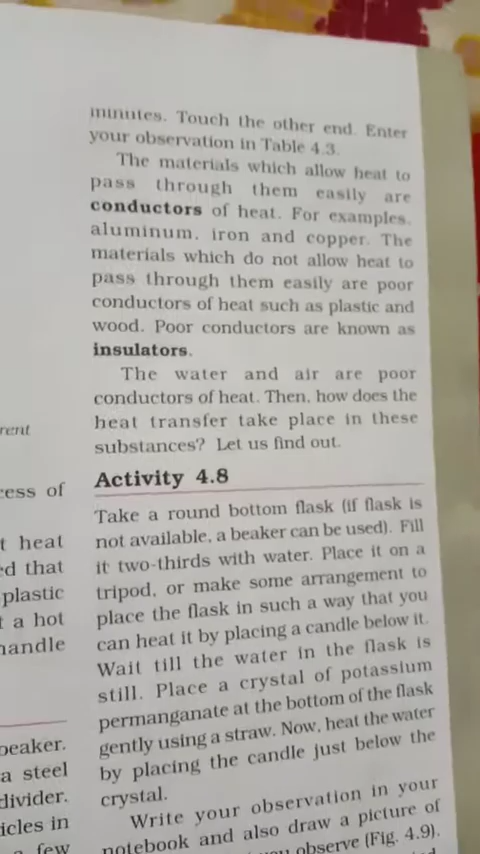 minutes. Touch the other end. Enter
your observation in Table 4.3.
The materials which allow heat to
pass through them easily are
conductors of heat. For examples,
aluminum, iron and copper. The
materials which do not allow heat to
pass through them easily are poor
conductors of heat such as plastic and
wood. Poor conductors are known as
insulators.
The water and air are poor
conductors of heat. Then, how does the
heat transfer take place in these
substances? Let us find out.
Activity 4.8
Take a round bottom flask (if flask is
not available, a beaker can be used). Fill
it two-thirds with water. Place it on a
tripod, or make some arrangement to
place the flask in such a way that you
can heat it by placing a candle below it.
Wait till the water in the flask is
still. Place a crystal of potassium
permanganate at the bottom of the flask
gently using a straw. Now, heat the water
by placing the candle just below the
crystal.
Write your observation in your
notebook and also draw a picture of
observe (Fig. 4.9).
of
heat
that
plastic
a hot
beaker.
a steel
divider.
in
few